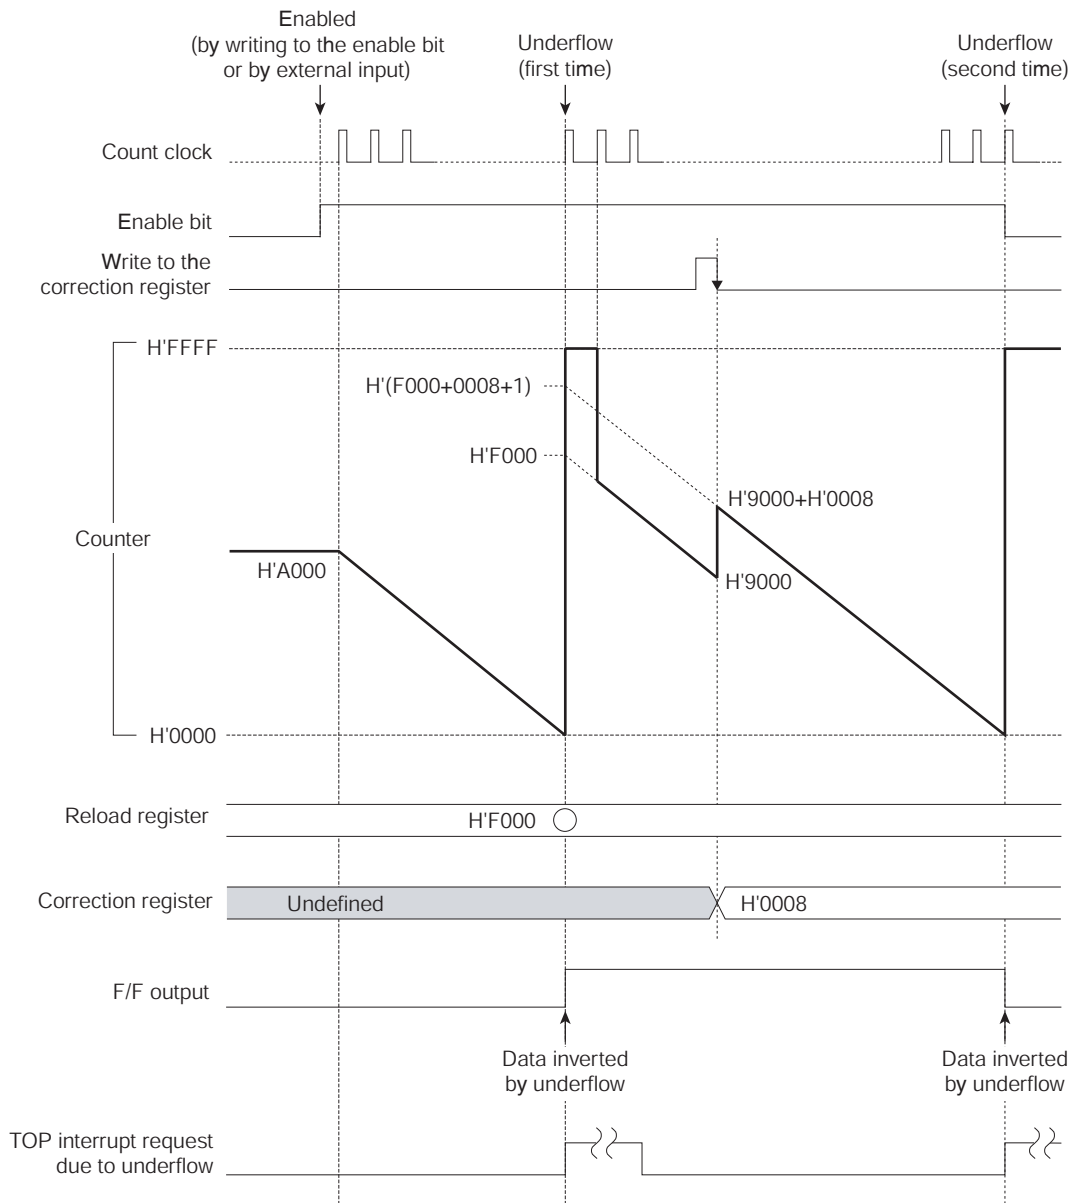 Enabled
(by writing to the enable bit
or by external input)
Underflow
(first time)
Underflow
(second time)
Count clock
Enable bit
Write to the
correction register
H'FFFF
H'(F000+0008+1)
H'F000
H'9000+H'0008
Counter
H'A000
H'9000
H'0000
Reload register
H'F000
Correction register
Undefined
H'0008
F/F output
Data inverted
by underflow
Data inverted
by underflow
TOP interrupt request
due to underflow